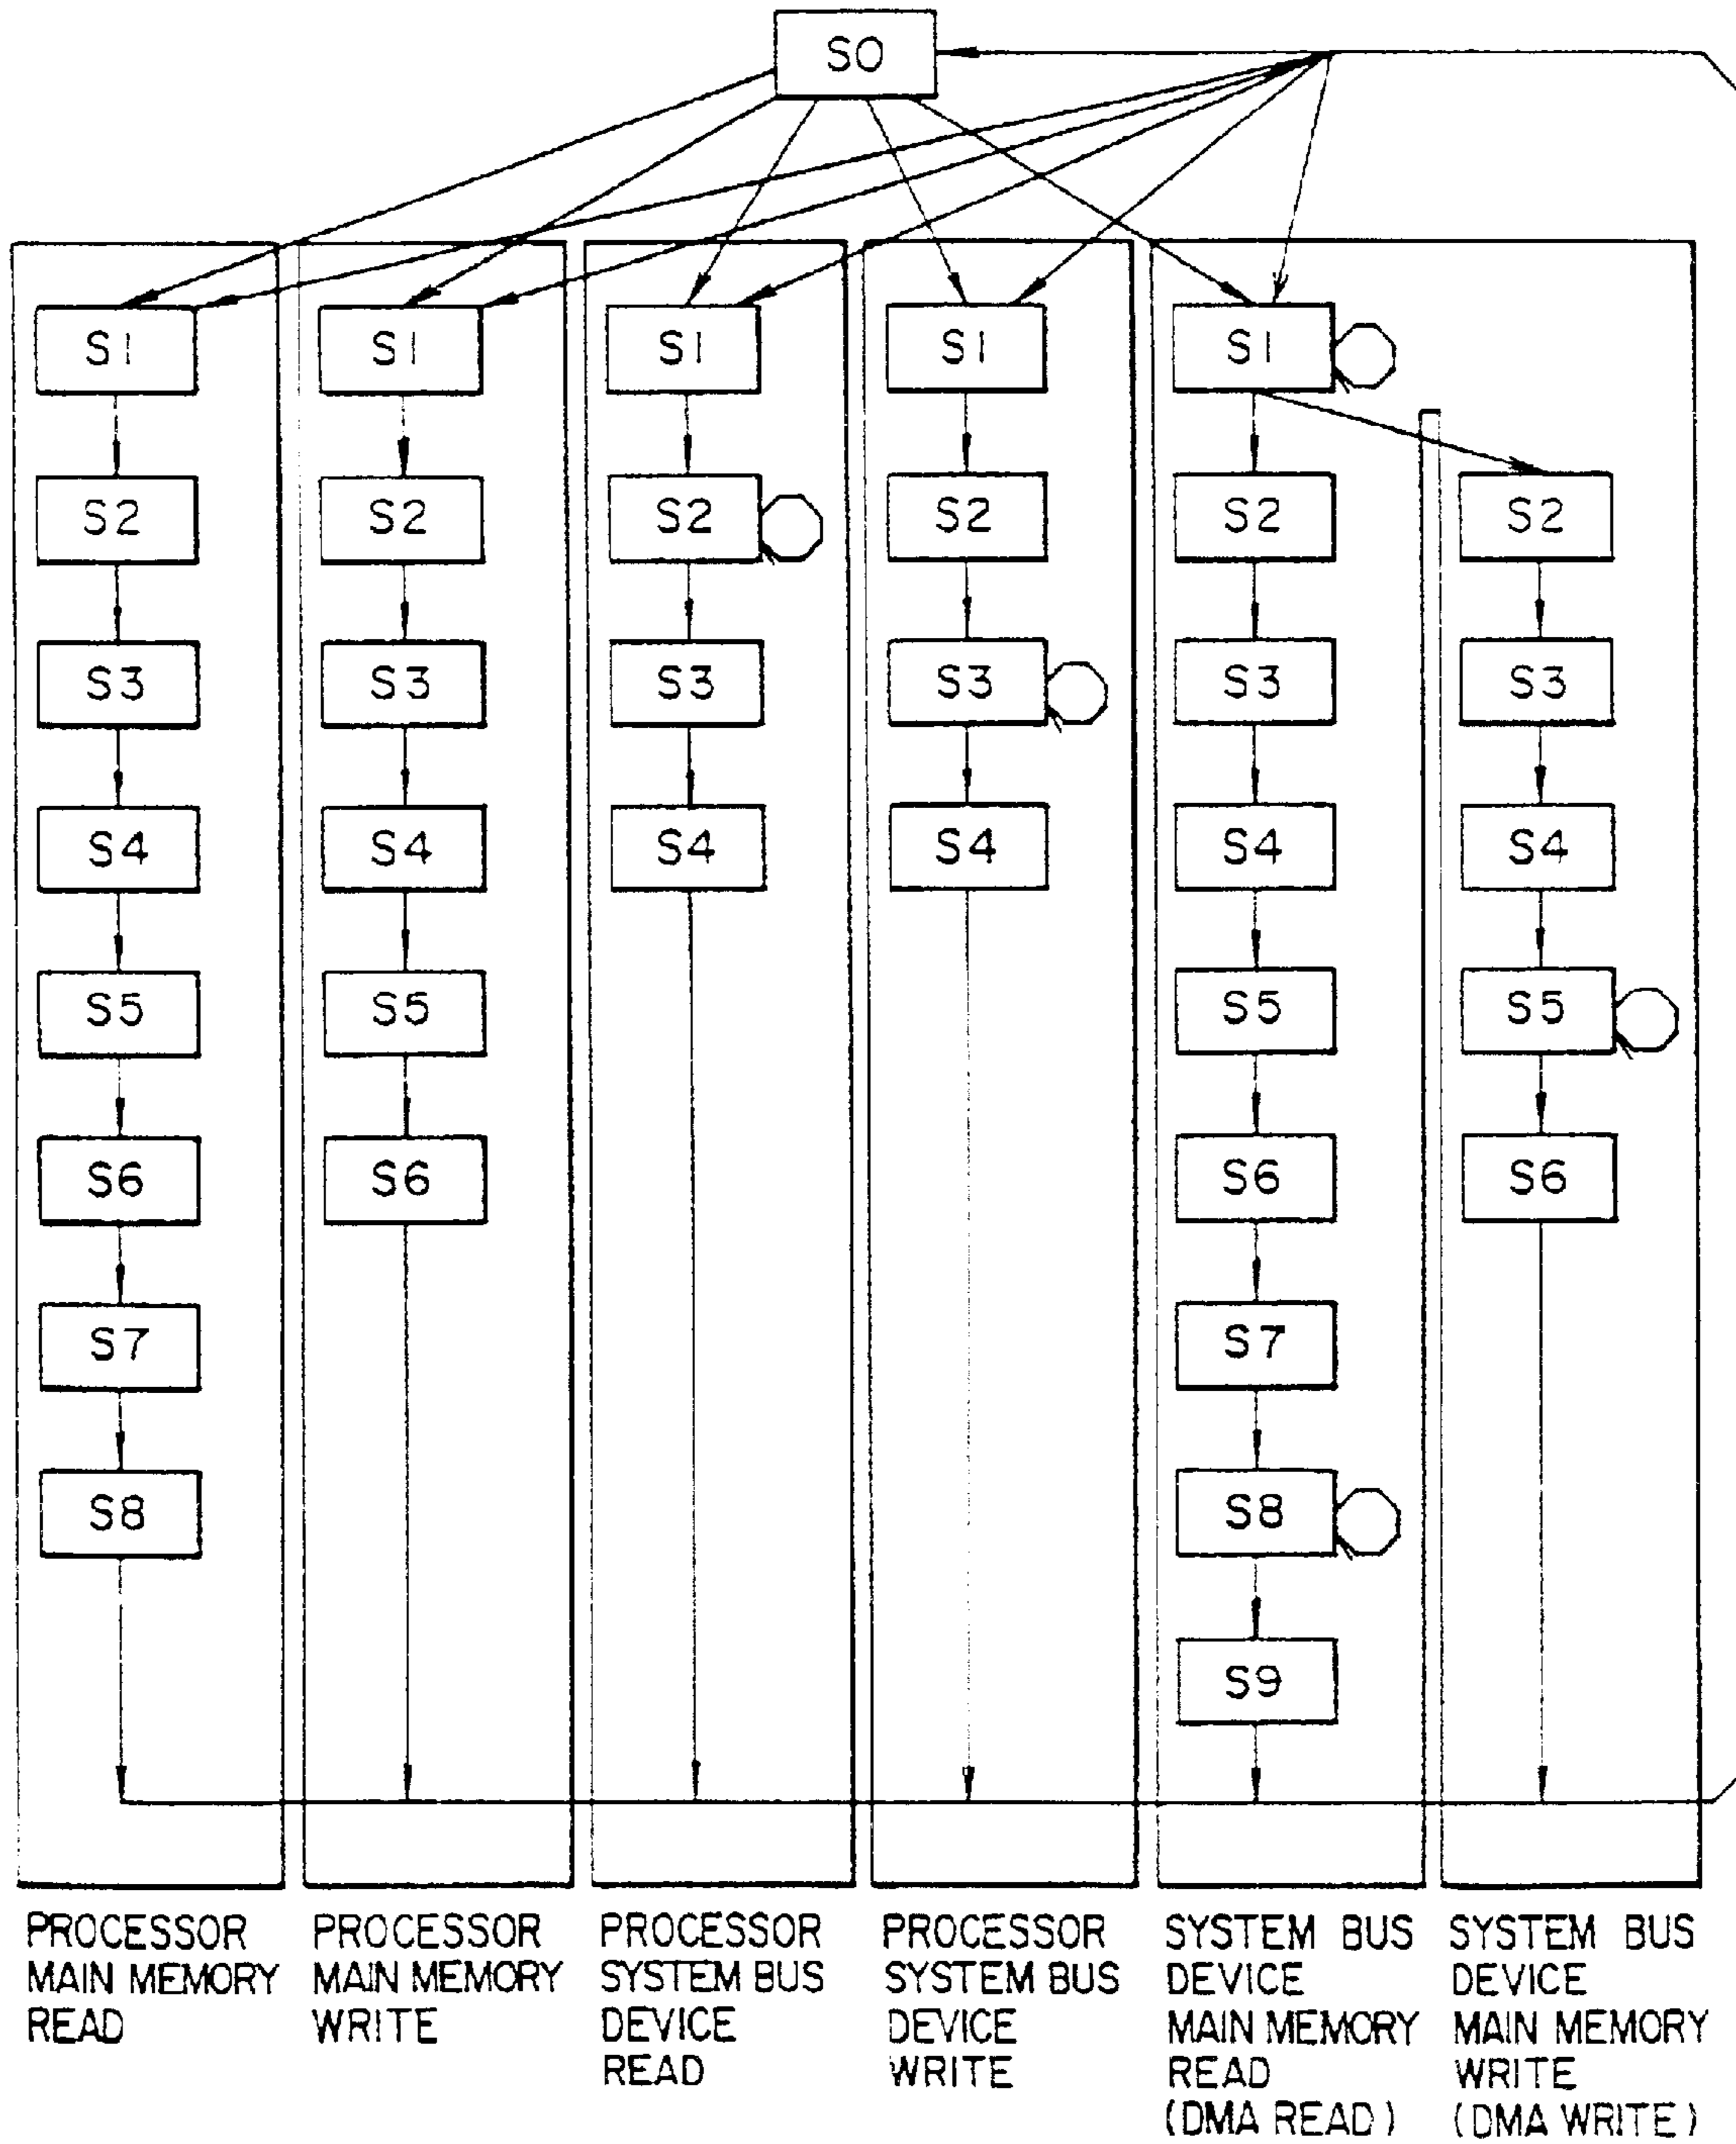 S0
S1
S2
S3
S4
S5
S6
S7
S8
S1
S2
S3
S4
S5
S6
S1
S2
S3
S4
S1
S2
S3
S4
S1
S2
S3
S4
S5
S6
S7
S8
S9
S2
S3
S4
S5
S6
PROCESSOR
MAIN MEMORY
READ
PROCESSOR
MAIN MEMORY
WRITE
PROCESSOR
SYSTEM BUS
DEVICE
READ
PROCESSOR
SYSTEM BUS
DEVICE
WRITE
SYSTEM BUS
DEVICE
MAIN MEMORY
READ
(DMA READ)
SYSTEM BUS
DEVICE
MAIN MEMORY
WRITE
(DMA WRITE)